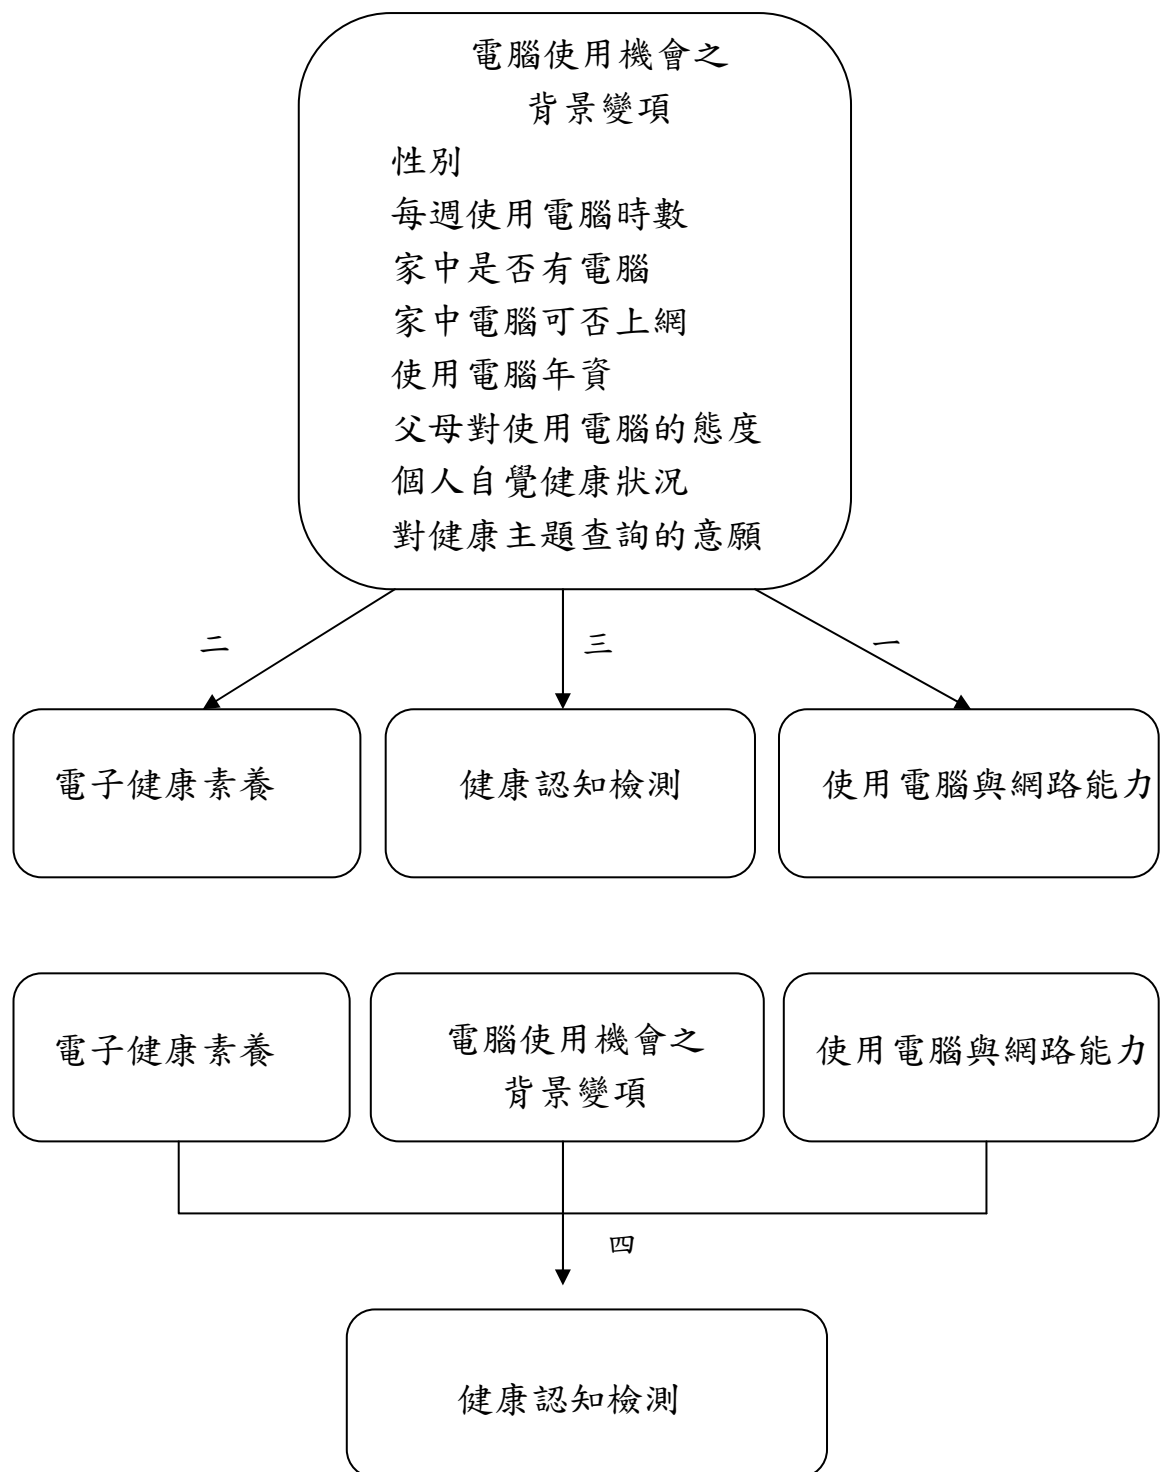 電腦使用機會之
背景變項
性別
每週使用電腦時數
家中是否有電腦
家中電腦可否上網
使用電腦年資
父母對使用電腦的態度
個人自覺健康狀況
對健康主題查詢的意願
二
三
一
電子健康素養
健康認知檢測
使用電腦與網路能力
電子健康素養
電腦使用機會之
背景變項
使用電腦與網路能力
四
健康認知檢測